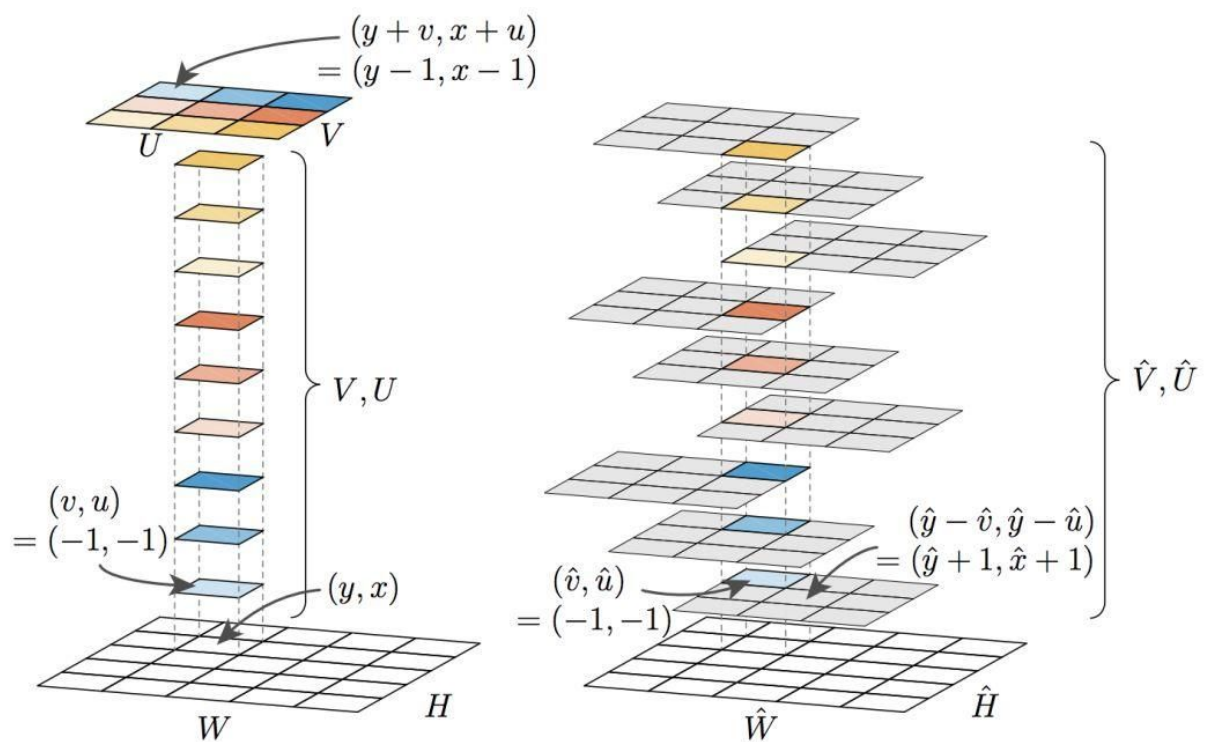 (y + v, x + u)
= (y − 1, x − 1)
U
V
V, U
(v, u)
= (−1, −1)
(y, x)
W
H
V̂, Û
(ŷ − v̂, ŷ − û)
= (ŷ + 1, x̂ + 1)
(v̂, û)
= (−1, −1)
Ŵ
Ĥ